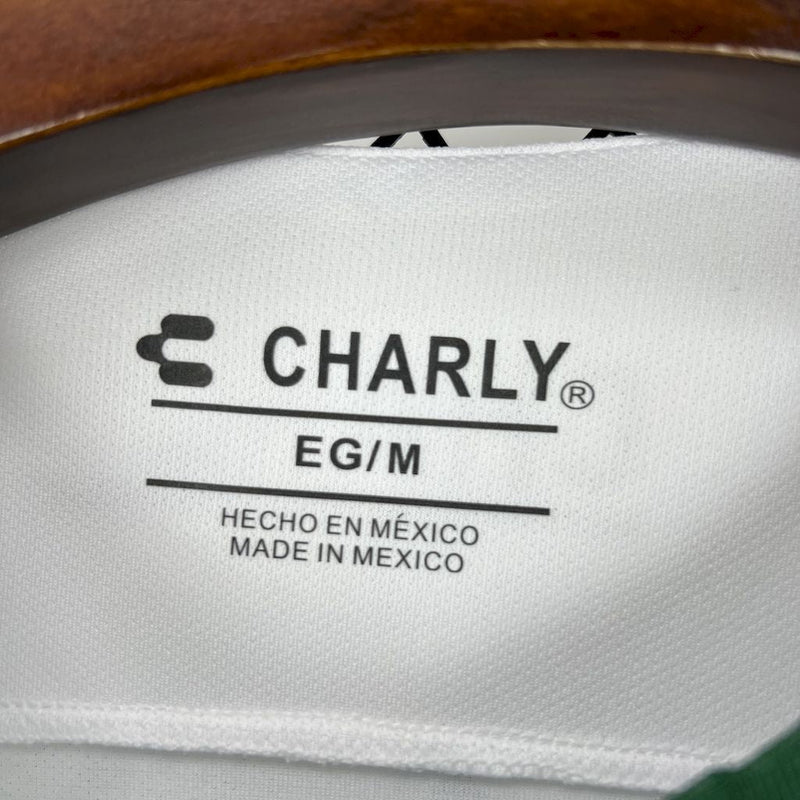 CHARLY®
EG/M
HECHO EN MÉXICO
MADE IN MEXICO